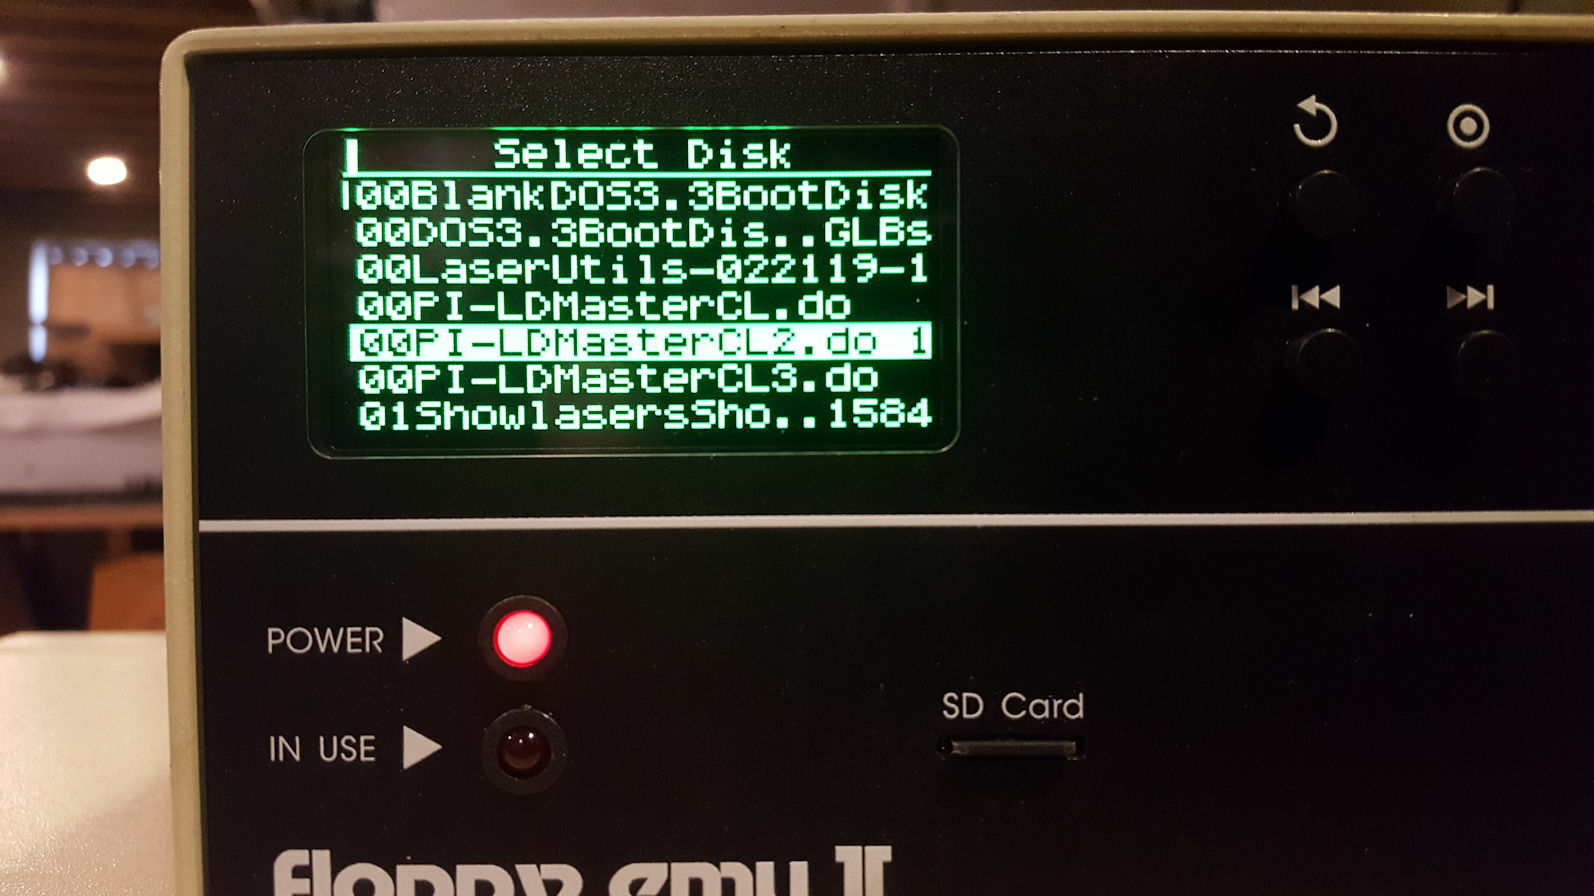 Select Disk
00BlankDOS3.3BootDisk
00DOS3.3BootDis..GLBs
00LaserUtils-022119-1
00PI-LDMasterCL.do
00PI-LDMasterCL2.do 1
00PI-LDMasterCL3.do
01ShowlasersSho..1584
POWER
IN USE
SD Card
floppy emu II